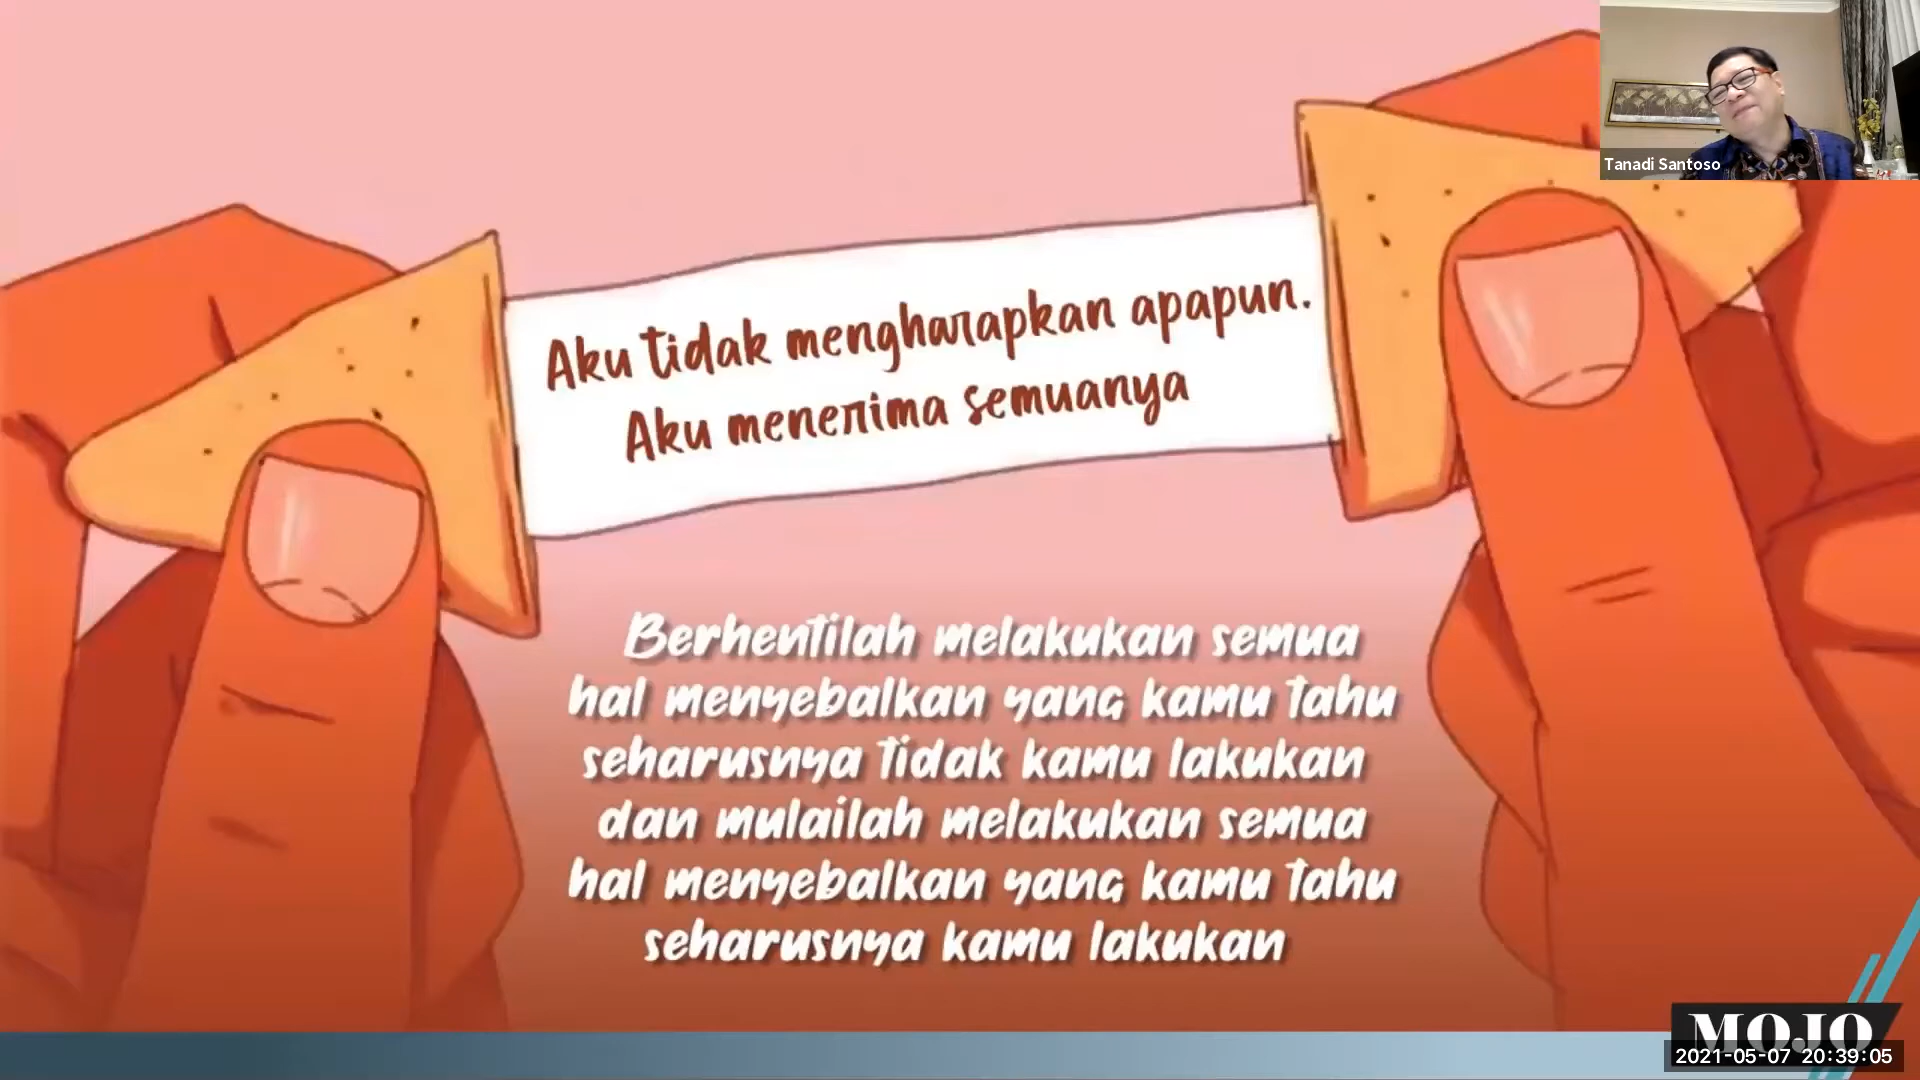 Tanadi Santoso
Aku tidak mengharapkan apapun.
Aku menerima semuanya
Berhentilah melakukan semua
hal menyebalkan yang kamu tahu
seharusnya tidak kamu lakukan
dan mulailah melakukan semua
hal menyebalkan yang kamu tahu
seharusnya kamu lakukan
MOJO
2021-05-07 20:39:05